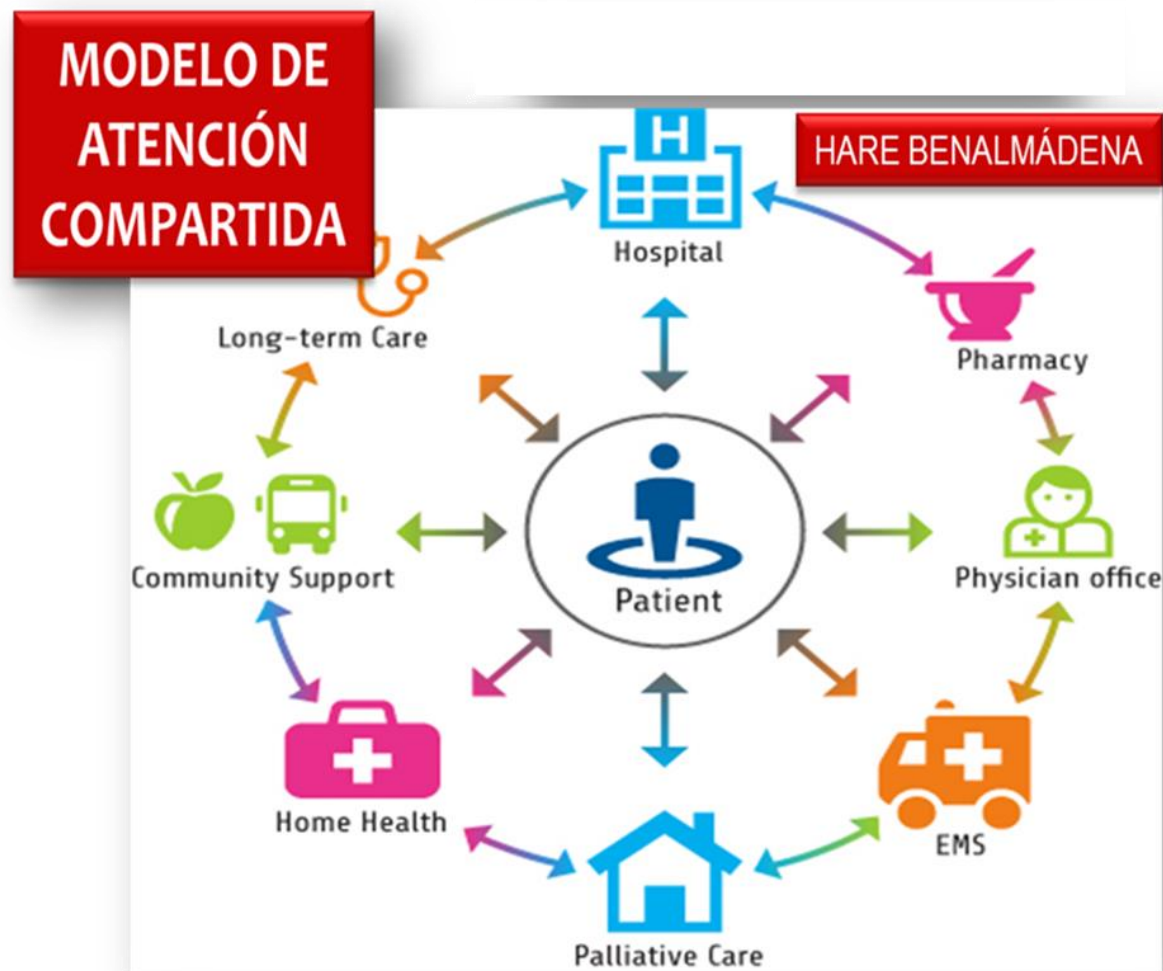 MODELO DE
ATENCIÓN
COMPARTIDA
HARE BENALMÁDENA
H
Hospital
Long-term Care
Pharmacy
Community Support
Patient
Physician office
Home Health
EMS
Palliative Care